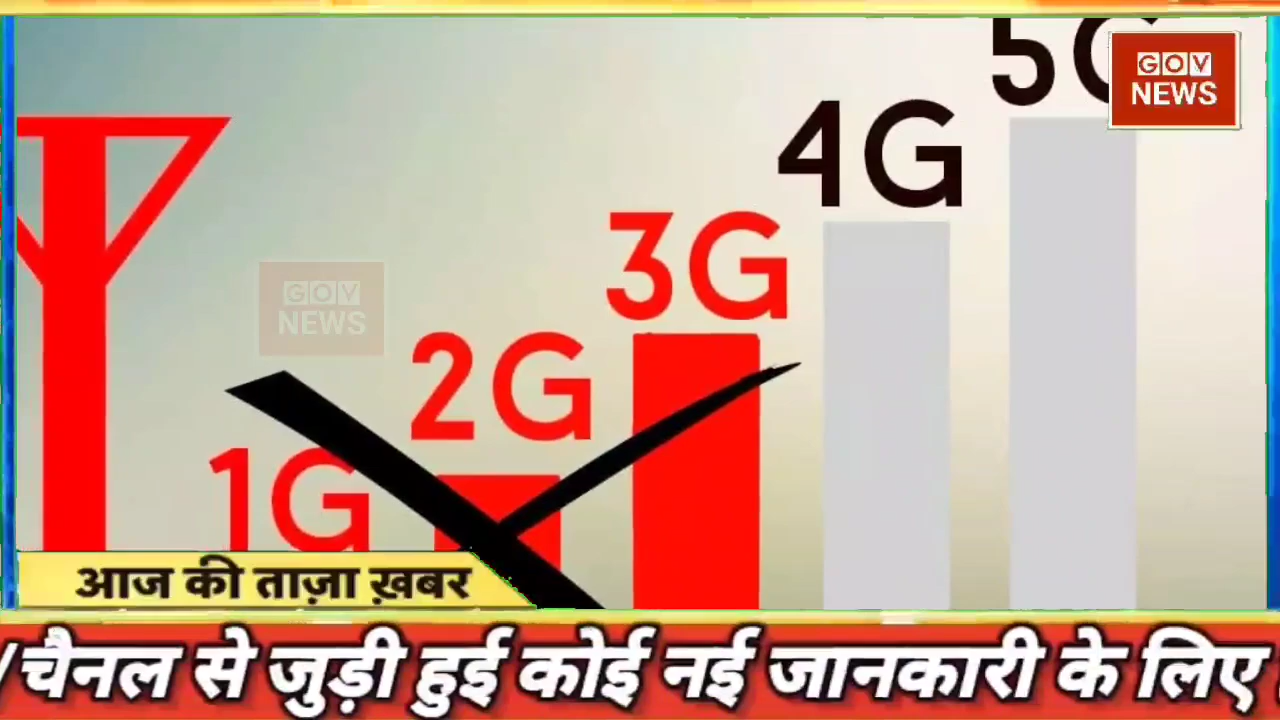 5G
GOV
NEWS
4G
3G
GOV
NEWS
2G
1G
आज की ताज़ा ख़बर
/चैनल से जुड़ी हुई कोई नई जानकारी के लिए